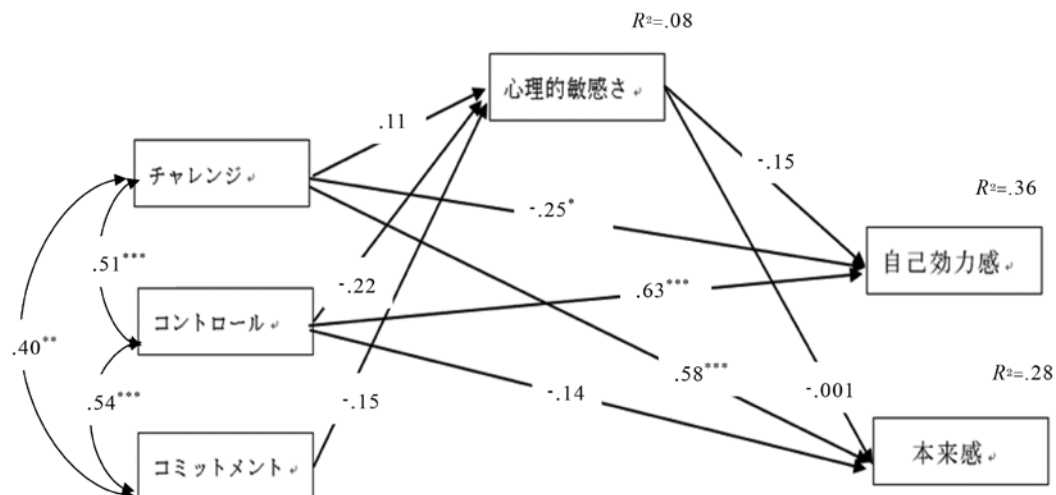 R²=.08
心理的敏感さ
.11
チャレンジ
-.15
R²=.36
-.25*
自己効力感
.51***
-.22
.63***
コントロール
.40**
.58***
R²=.28
-.001
.54***
-.15
-.14
本来感
コミットメント